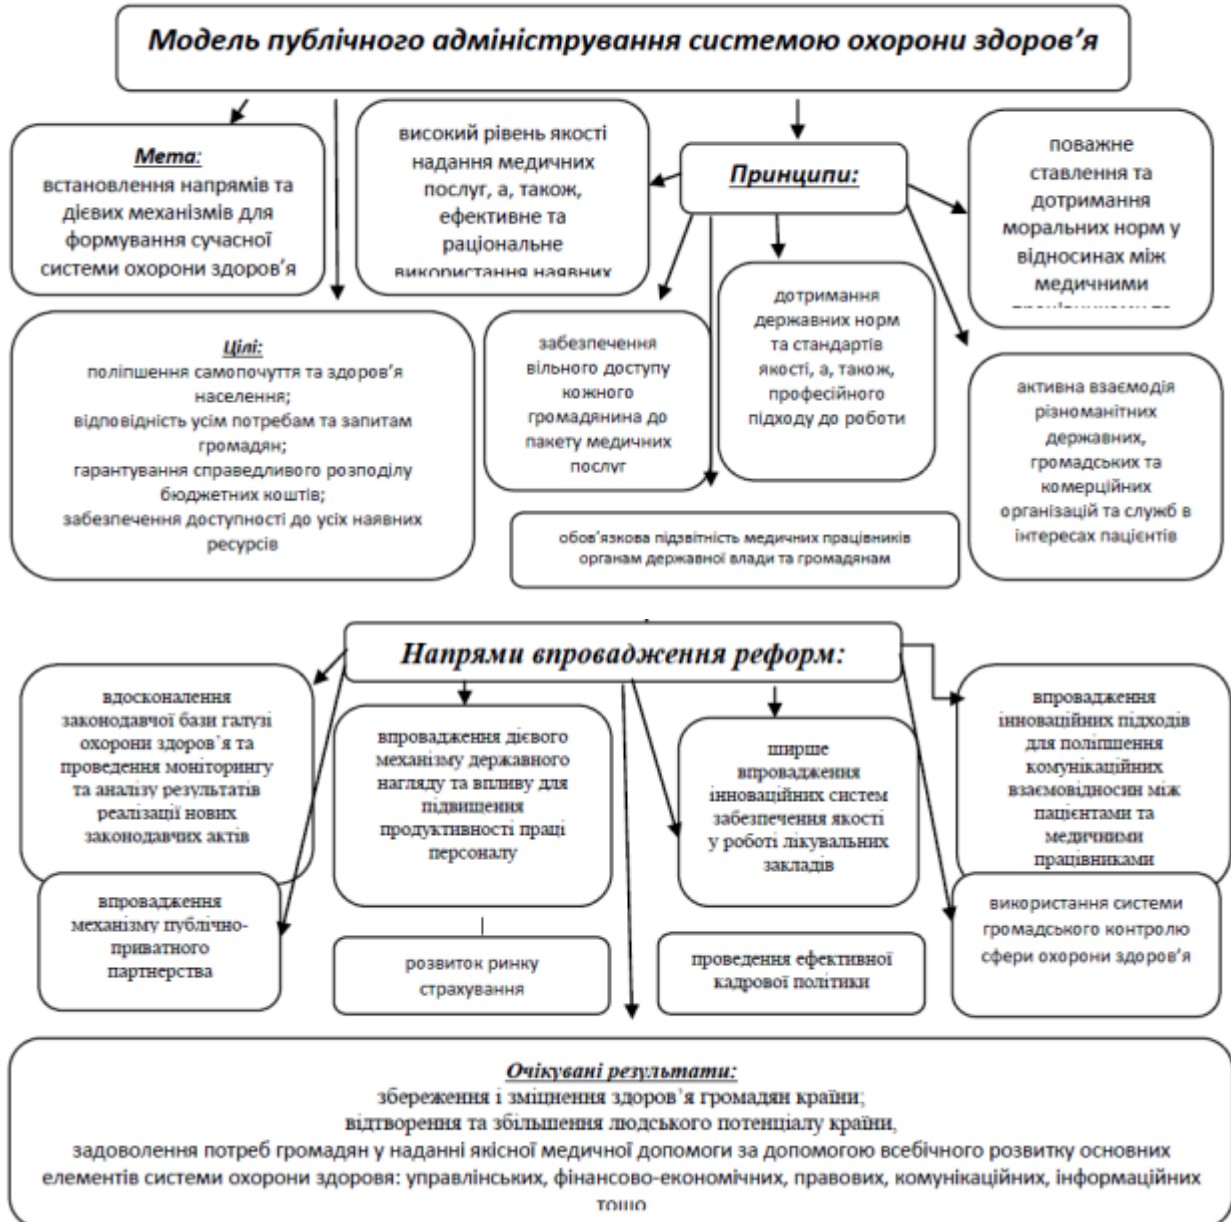 Модель публічного адміністрування системою охорони здоров’я
Мета:
встановлення напрямів та
дієвих механізмів для
формування сучасної
системи охорони здоров’я
високий рівень якості
надання медичних
послуг, а, також,
ефективне та
раціональне
використання наявних
Принципи:
поважне
ставлення та
дотримання
моральних норм у
відносинах між
медичними
Цілі:
поліпшення самопочуття та здоров’я
населення;
відповідність усім потребам та запитам
громадян;
гарантування справедливого розподілу
бюджетних коштів;
забезпечення доступності до усіх наявних
ресурсів
забезпечення
вільного доступу
кожного
громадянина до
пакету медичних
послуг
дотримання
державних норм
та стандартів
якості, а, також,
професійного
підходу до роботи
активна взаємодія
різноманітних
державних,
громадських та
комерційних
організацій та служб в
інтересах пацієнтів
обов’язкова підзвітність медичних працівників
органам державної влади та громадянам
Напрями впровадження реформ:
вдосконалення
законодавчої бази галузі
охорони здоров’я та
проведення моніторингу
та аналізу результатів
реалізації нових
законодавчих актів
впровадження дієвого
механізму державного
нагляду та впливу для
підвищення
продуктивності праці
персоналу
ширше
впровадження
інноваційних систем
забезпечення якості
у роботі лікувальних
закладів
впровадження
інноваційних підходів
для поліпшення
комунікаційних
взаємовідносин між
пацієнтами та
медичними
працівниками
впровадження
механізму публічно-
приватного
партнерства
розвиток ринку
страхування
проведення ефективної
кадрової політики
використання системи
громадського контролю
сфери охорони здоров’я
Очікувані результати:
збереження і зміцнення здоров’я громадян країни;
відтворення та збільшення людського потенціалу країни,
задоволення потреб громадян у наданні якісної медичної допомоги за допомогою всебічного розвитку основних
елементів системи охорони здоровя: управлінських, фінансово-економічних, правових, комунікаційних, інформаційних
тощо